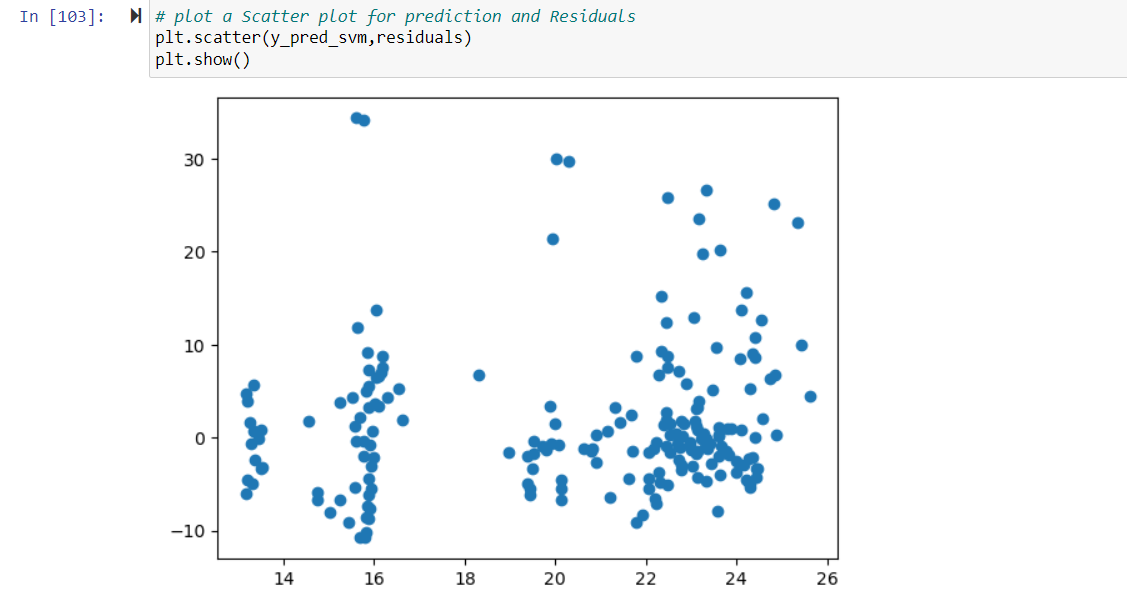 In [103]:
# plot a Scatter plot for prediction and Residuals
plt.scatter(y_pred_svm,residuals)
plt.show()
30
20
10
0
−10
14 16 18 20 22 24 26